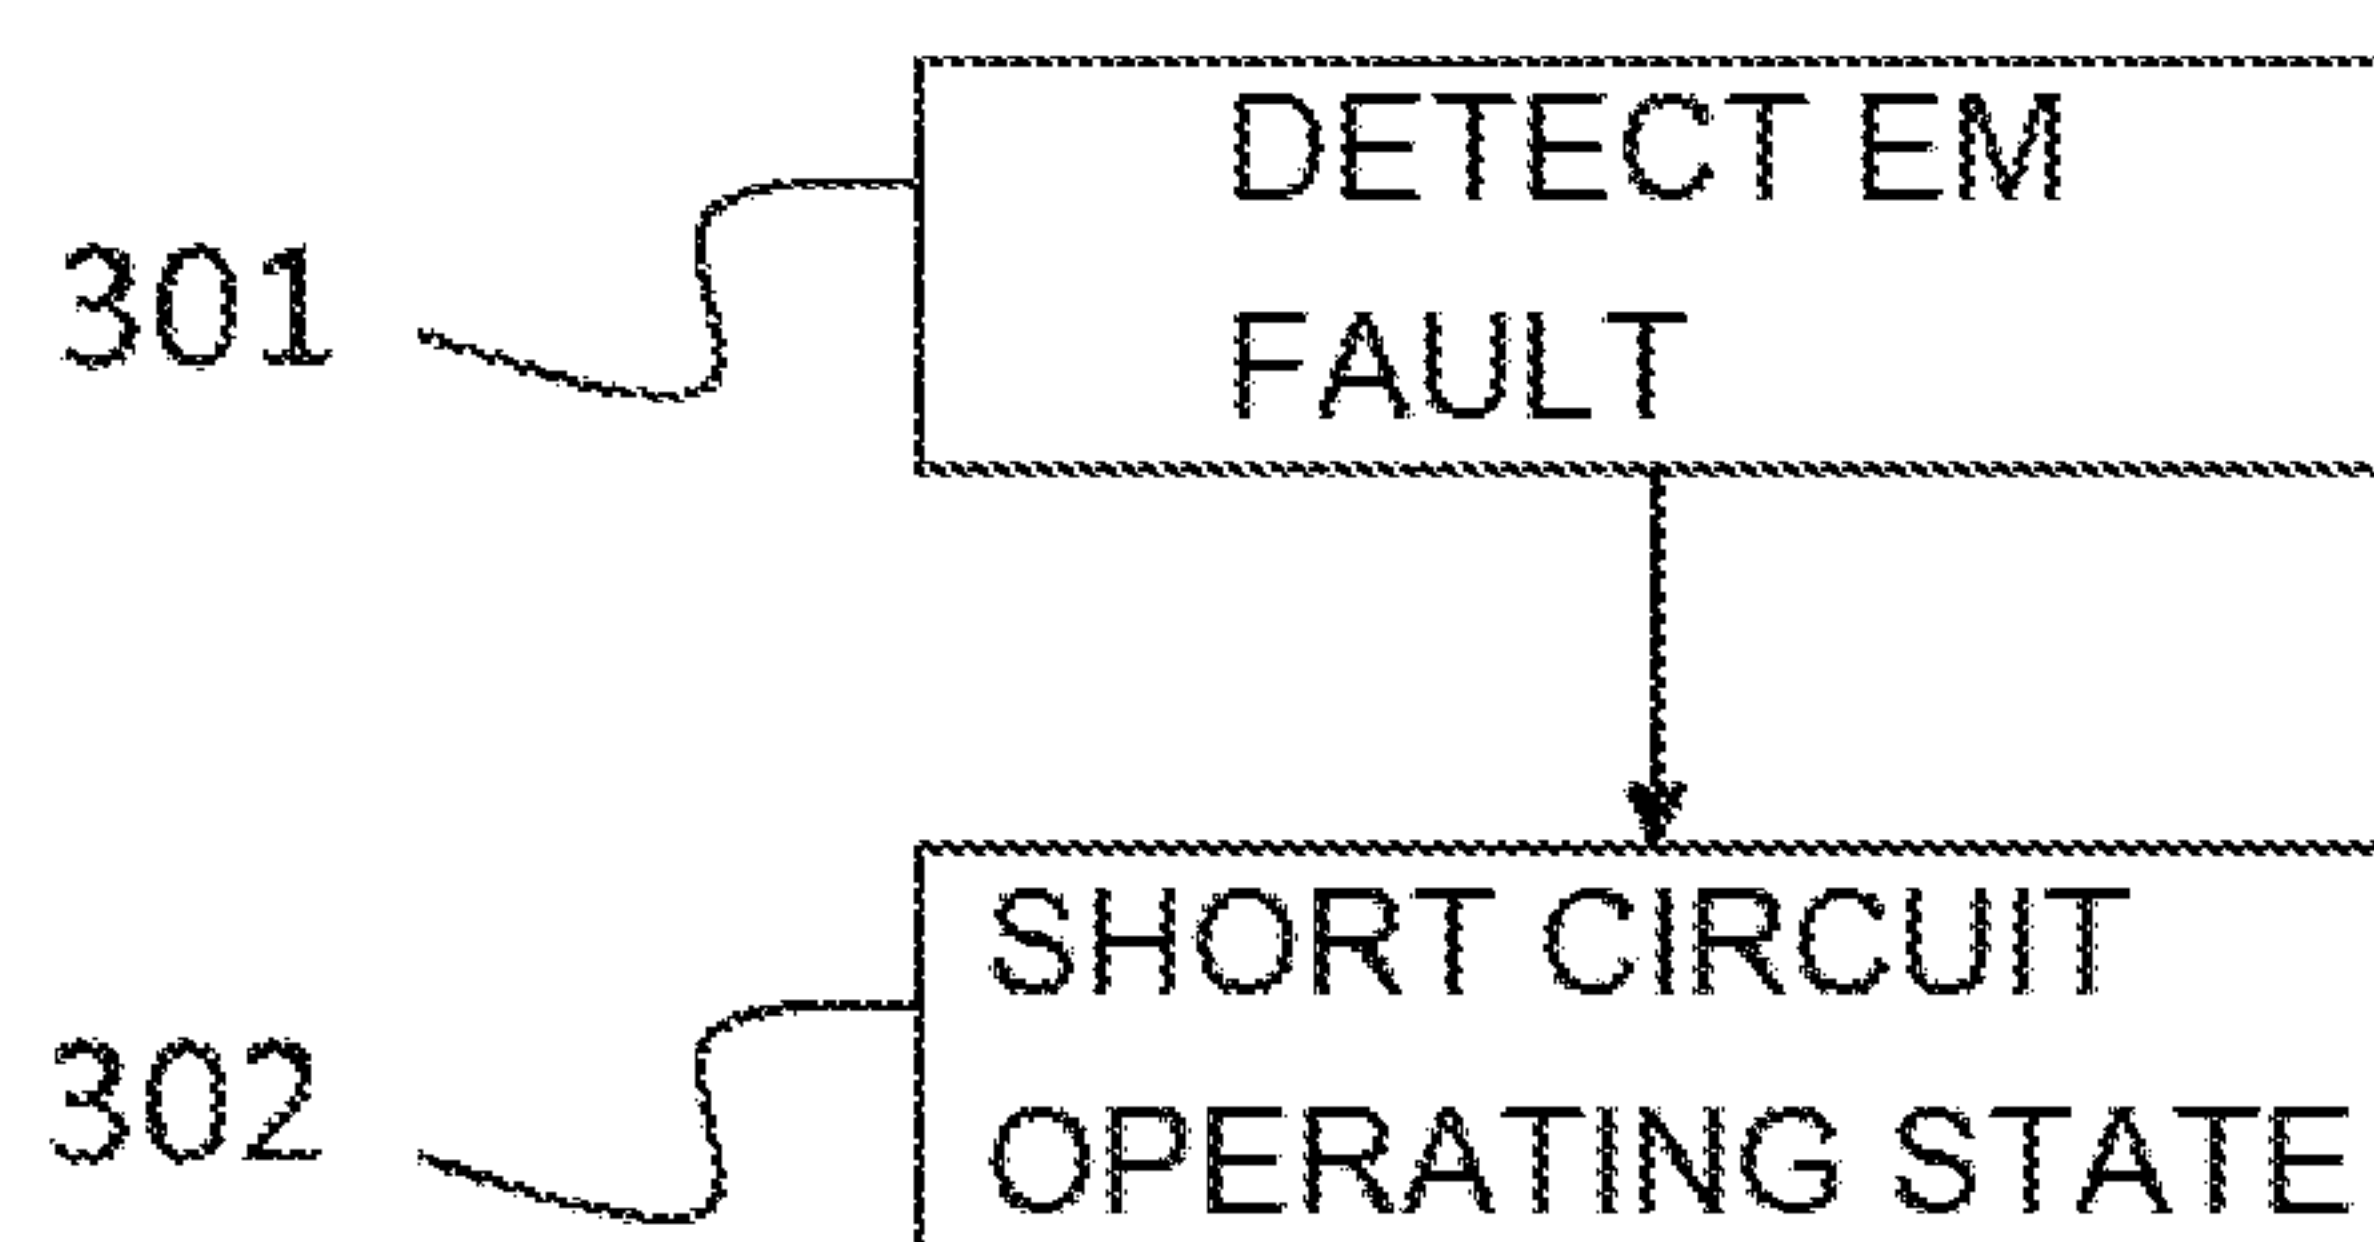 DETECT EM
301
FAULT
SHORT CIRCUIT
302
OPERATING STATE